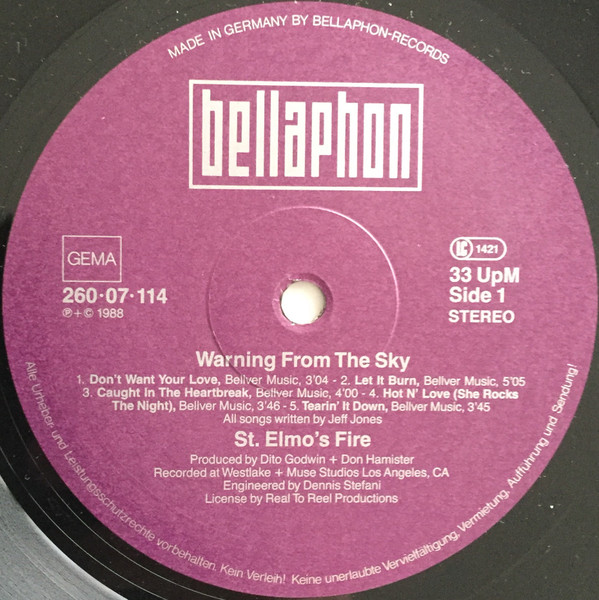 MADE IN GERMANY BY BELLAPHON-RECORDS
bellaphon
GEMA
260·07·114
℗ + © 1988
LC 1421
33 UpM
Side 1
STEREO
Warning From The Sky
1. Don't Want Your Love, Bellver Music, 3'04 - 2. Let It Burn, Bellver Music, 5'05
3. Caught In The Heartbreak, Bellver Music, 4'00 - 4. Hot N' Love (She Rocks
The Night), Bellver Music, 3'46 - 5. Tearin' It Down, Bellver Music, 3'45
All songs written by Jeff Jones
St. Elmo's Fire
Produced by Dito Godwin + Don Hamister
Recorded at Westlake + Muse Studios Los Angeles, CA
Engineered by Dennis Stefani
License by Real To Reel Productions
Alle Urheber- und Leistungsschutzrechte vorbehalten. Kein Verleih! Keine unerlaubte Vervielfältigung, Vermietung, Aufführung und Sendung!